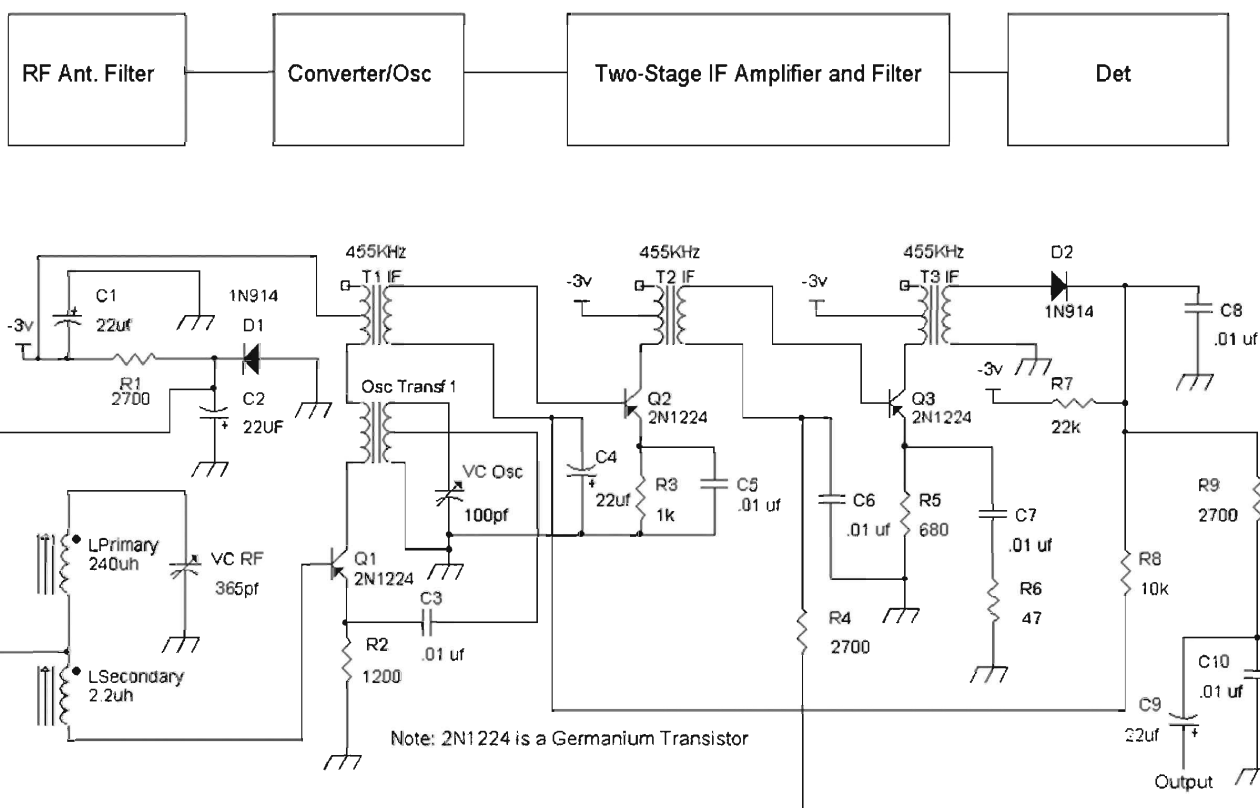 RF Ant. Filter
Converter/Osc
Two-Stage IF Amplifier and Filter
Det
455KHz
T1 IF
455KHz
T2 IF
455KHz
T3 IF
D2
1N914
C1
22uf
-3v
1N914
D1
R1
2700
C2
22UF
-3v
-3v
-3v
C8
.01 uf
R7
22k
Osc Transf 1
Q2
2N1224
Q3
2N1224
VC Osc
100pf
C4
22uf
R3
1k
C5
.01 uf
C6
.01 uf
R5
680
C7
.01 uf
R9
2700
LPrimary
240uh
VC RF
365pf
Q1
2N1224
C3
.01 uf
R2
1200
R4
2700
R6
47
R8
10k
LSecondary
2.2uh
C10
.01 uf
C9
22uf
Output
Note: 2N1224 is a Germanium Transistor